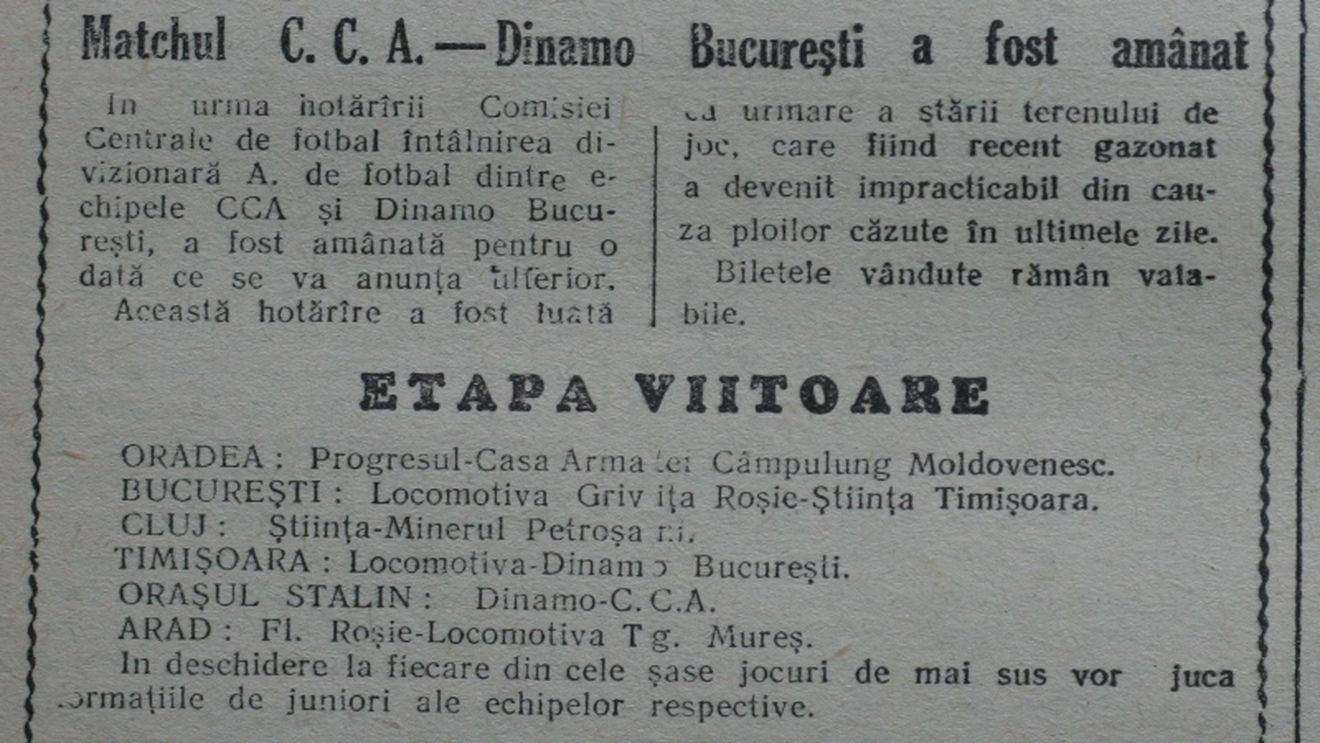 Matchul C. C. A. — Dinamo București a fost amânat
In urma hotărîrii Comisiei
Centrale de fotbal întâlnirea di-
vizionară A. de fotbal dintre e-
chipele CCA și Dinamo Bucu-
rești, a fost amânată pentru o
dată ce se va anunța ulterior.
Această hotărîre a fost luată
ca urmare a stării terenului de
joc, care fiind recent gazonat
a devenit impracticabil din cau-
za ploilor căzute în ultimele zile.
Biletele vândute rămân vala-
bile.
ETAPA VIITOARE
ORADEA: Progresul-Casa Armatei Câmpulung Moldovenesc.
BUCUREȘTI: Locomotiva Grivița Roșie-Știința Timișoara.
CLUJ: Știința-Minerul Petroșani.
TIMIȘOARA: Locomotiva-Dinamo București.
ORAȘUL STALIN: Dinamo-C.C.A.
ARAD: Fl. Roșie-Locomotiva Tg. Mureș.
In deschidere la fiecare din cele șase jocuri de mai sus vor juca
ormațiile de juniori ale echipelor respective.